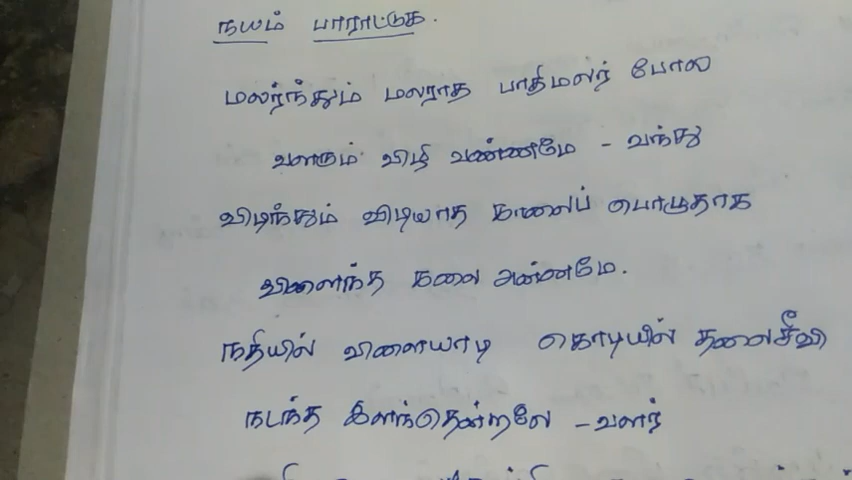 நயம் பாராட்டுக.
மலர்ந்தும் மலராத பாதிமலர் போல
வளரும் விழி வண்ணமே - வந்து
விடிந்தும் விடியாத காலைப் பொழுதாக
விளைந்த கலை அன்னமே.
நதியில் விளையாடி கொடியில் தலைசீவி
நடந்த இளந்தென்றலே - வளர்